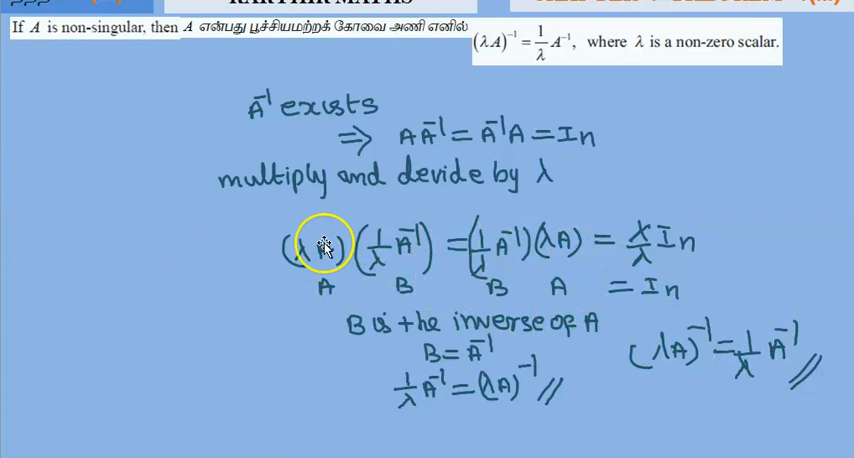 KARTHIK MATHS
If A is non-singular, then A என்பது பூச்சியமற்றக் கோவை அணி எனில்
(λA)⁻¹ = 1/λ A⁻¹, where λ is a non-zero scalar.
A⁻¹ exists
⇒ AA⁻¹ = A⁻¹A = In
multiply and devide by λ
(λA)(1/λ A⁻¹) = (1/λ A⁻¹)(λA) = λ/λ In
A B B A = In
B is the inverse of A
B = A⁻¹
1/λ A⁻¹ = (λA)⁻¹ //
(λA)⁻¹ = 1/λ A⁻¹ //